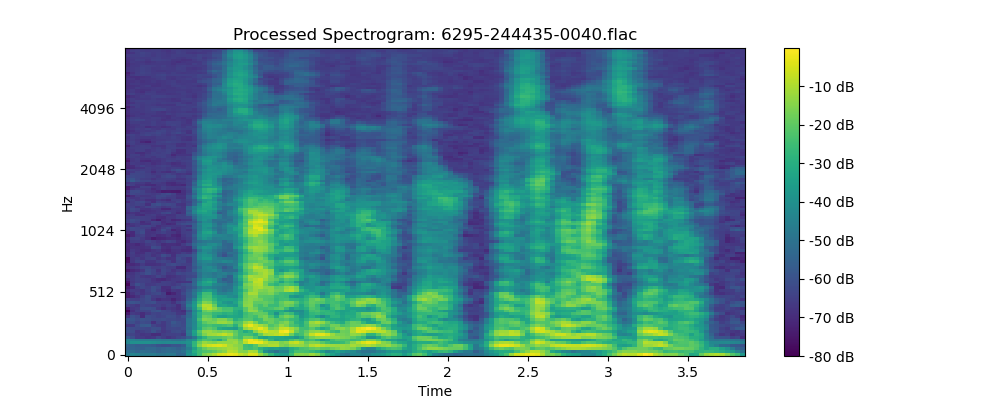 Processed Spectrogram: 6295-244435-0040.flac
Hz
4096
2048
1024
512
0
0 0.5 1 1.5 2 2.5 3 3.5
Time
-10 dB
-20 dB
-30 dB
-40 dB
-50 dB
-60 dB
-70 dB
-80 dB